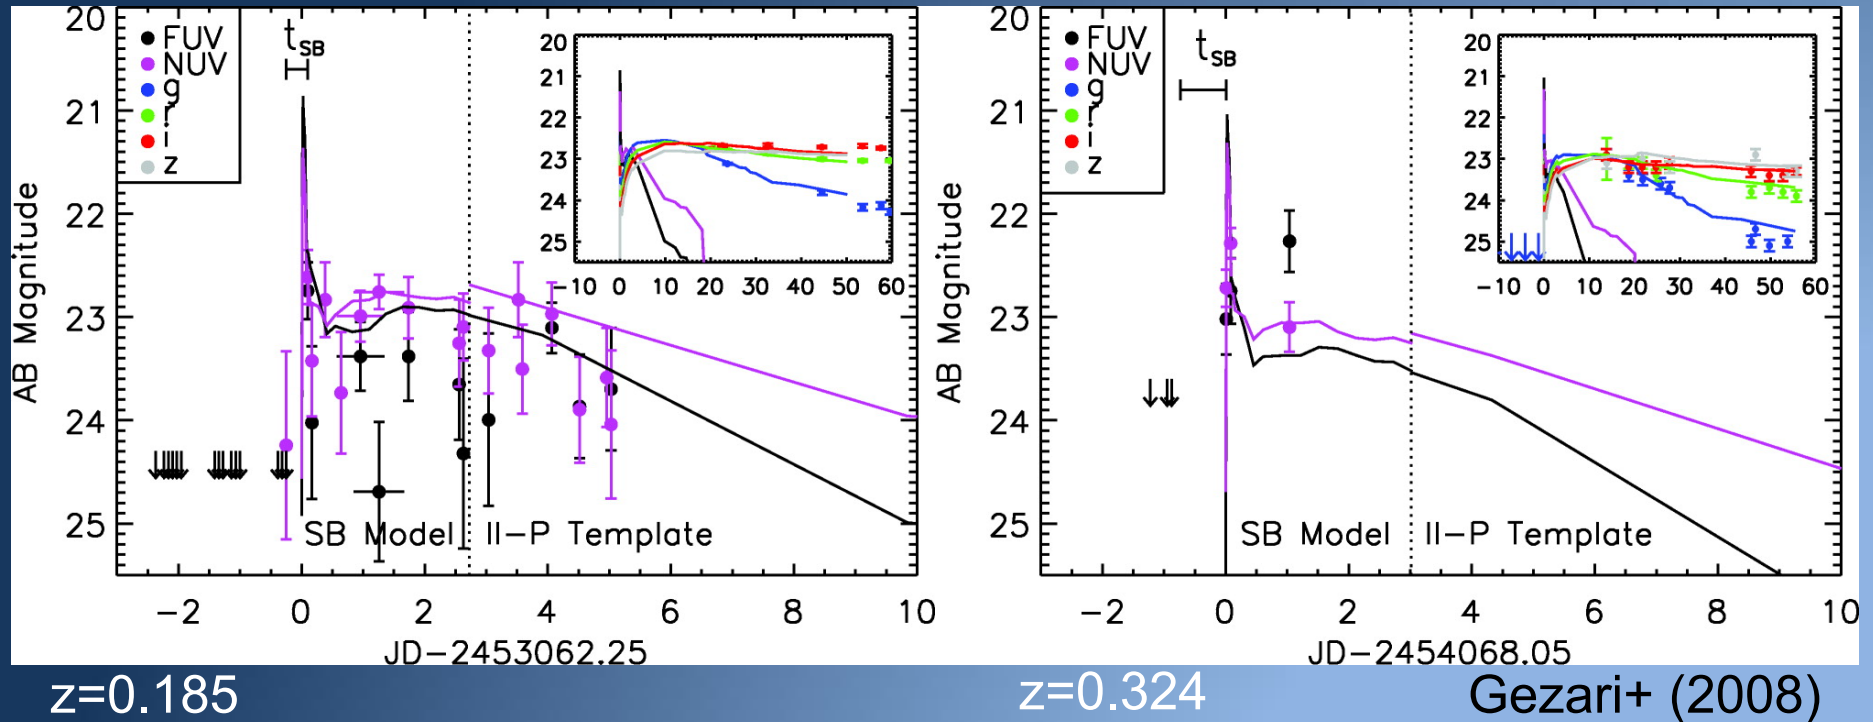 20
21
22
23
24
25
AB Magnitude
FUV
NUV
g
r
i
z
tSB
20
21
22
23
24
25
-10 0 10 20 30 40 50 60
SB Model II-P Template
-2 0 2 4 6 8 10
JD-2453062.25
z=0.185
20
21
22
23
24
25
AB Magnitude
FUV
NUV
g
r
i
z
tSB
20
21
22
23
24
25
-10 0 10 20 30 40 50 60
SB Model II-P Template
-2 0 2 4 6 8 10
JD-2454068.05
z=0.324
Gezari+ (2008)